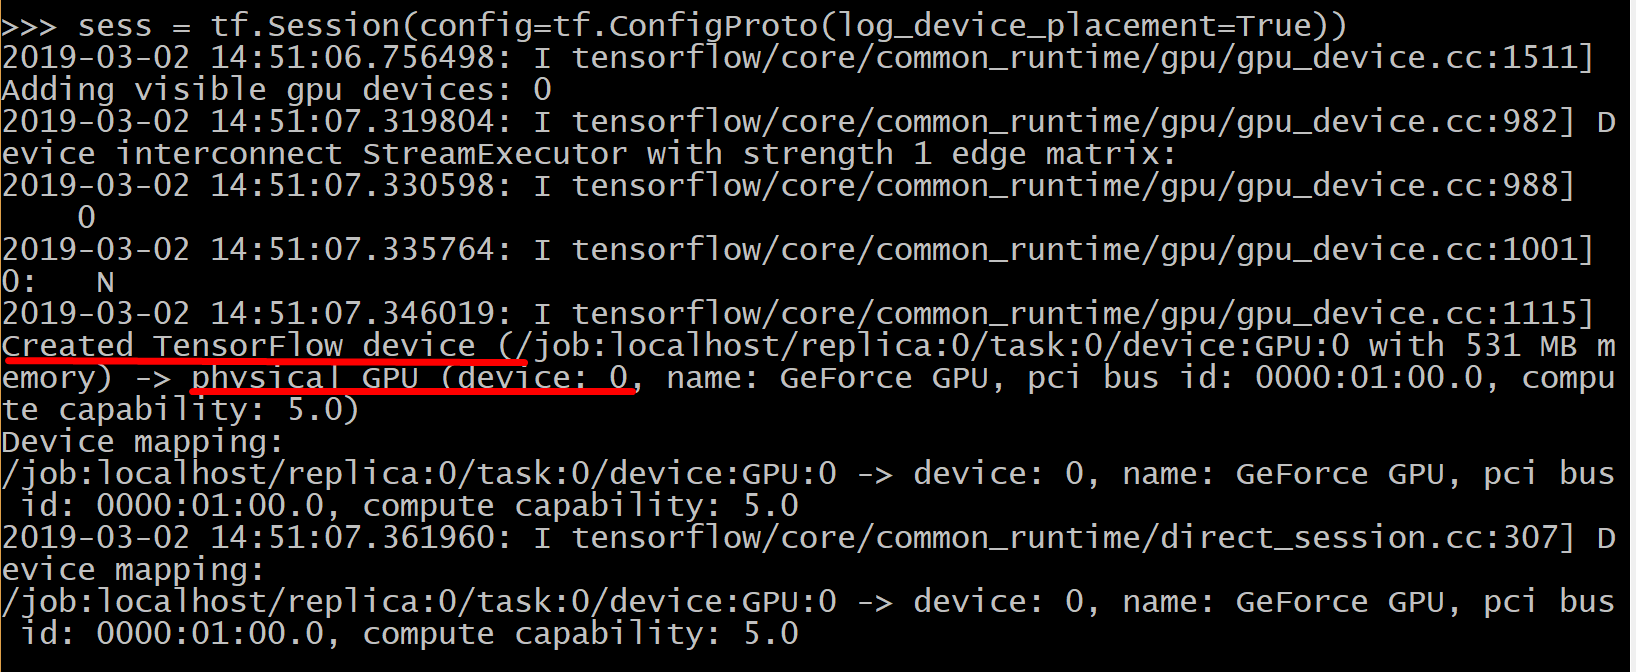 >>> sess = tf.Session(config=tf.ConfigProto(log_device_placement=True))
2019-03-02 14:51:06.756498: I tensorflow/core/common_runtime/gpu/gpu_device.cc:1511]
Adding visible gpu devices: 0
2019-03-02 14:51:07.319804: I tensorflow/core/common_runtime/gpu/gpu_device.cc:982] D
evice interconnect StreamExecutor with strength 1 edge matrix:
2019-03-02 14:51:07.330598: I tensorflow/core/common_runtime/gpu/gpu_device.cc:988]
    0
2019-03-02 14:51:07.335764: I tensorflow/core/common_runtime/gpu/gpu_device.cc:1001]
0:   N
2019-03-02 14:51:07.346019: I tensorflow/core/common_runtime/gpu/gpu_device.cc:1115]
Created TensorFlow device (/job:localhost/replica:0/task:0/device:GPU:0 with 531 MB m
emory) -> physical GPU (device: 0, name: GeForce GPU, pci bus id: 0000:01:00.0, compu
te capability: 5.0)
Device mapping:
/job:localhost/replica:0/task:0/device:GPU:0 -> device: 0, name: GeForce GPU, pci bus
 id: 0000:01:00.0, compute capability: 5.0
2019-03-02 14:51:07.361960: I tensorflow/core/common_runtime/direct_session.cc:307] D
evice mapping:
/job:localhost/replica:0/task:0/device:GPU:0 -> device: 0, name: GeForce GPU, pci bus
 id: 0000:01:00.0, compute capability: 5.0